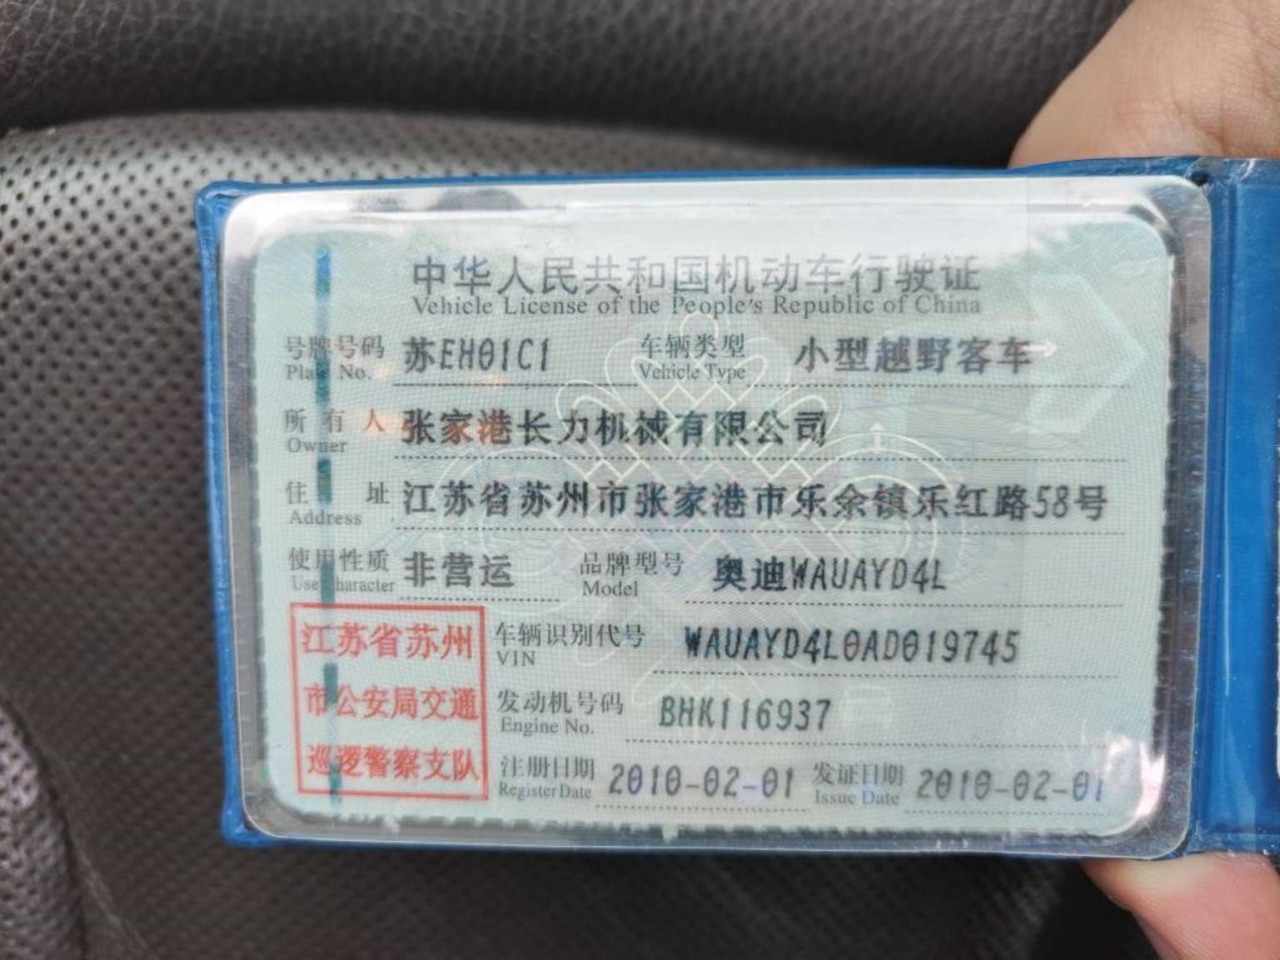 中华人民共和国机动车行驶证
Vehicle License of the People's Republic of China
号牌号码 苏EH01C1 车辆类型 小型越野客车
Plate No. Vehicle Type
所有人 张家港长力机械有限公司
Owner
住址 江苏省苏州市张家港市乐余镇乐红路58号
Address
使用性质 非营运 品牌型号 奥迪WAUAYD4L
Use Character Model
江苏省苏州 车辆识别代号 WAUAYD4L0AD019745
VIN
市公安局交通 发动机号码 BHK116937
Engine No.
巡逻警察支队 注册日期 2010-02-01 发证日期 2010-02-01
Register Date Issue Date